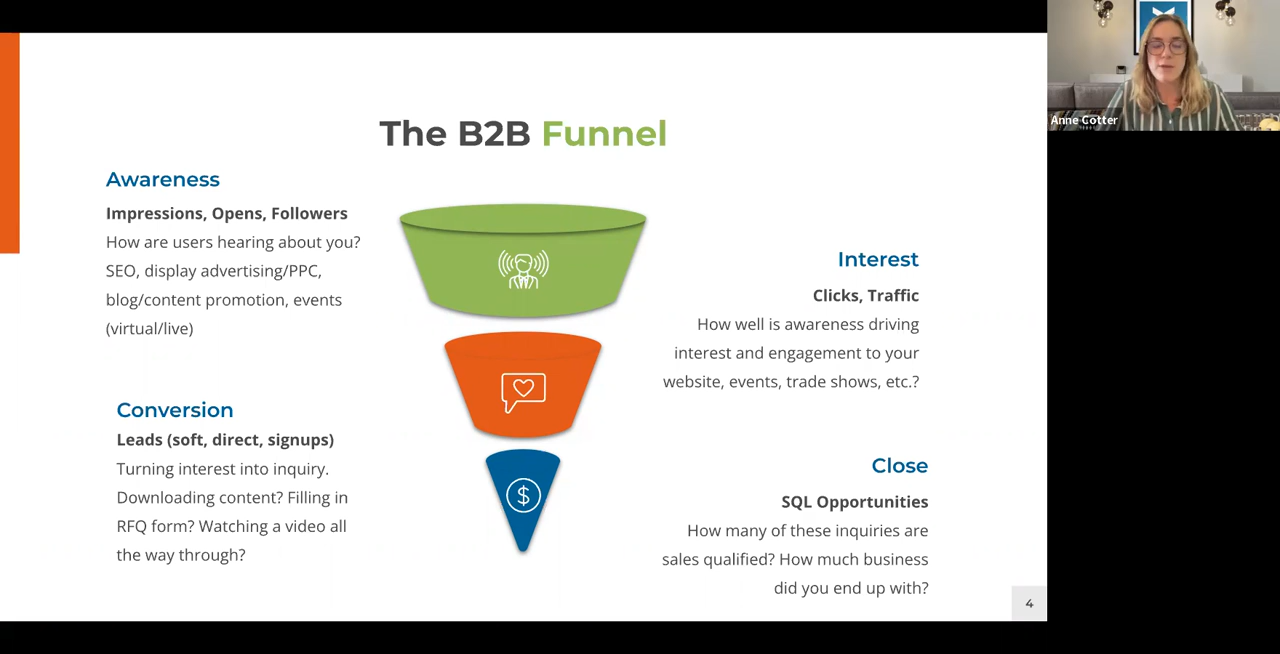 The B2B Funnel
Awareness
Impressions, Opens, Followers
How are users hearing about you?
SEO, display advertising/PPC,
blog/content promotion, events
(virtual/live)
Interest
Clicks, Traffic
How well is awareness driving
interest and engagement to your
website, events, trade shows, etc.?
Conversion
Leads (soft, direct, signups)
Turning interest into inquiry.
Downloading content? Filling in
RFQ form? Watching a video all
the way through?
Close
SQL Opportunities
How many of these inquiries are
sales qualified? How much business
did you end up with?
$
4
Anne Cotter